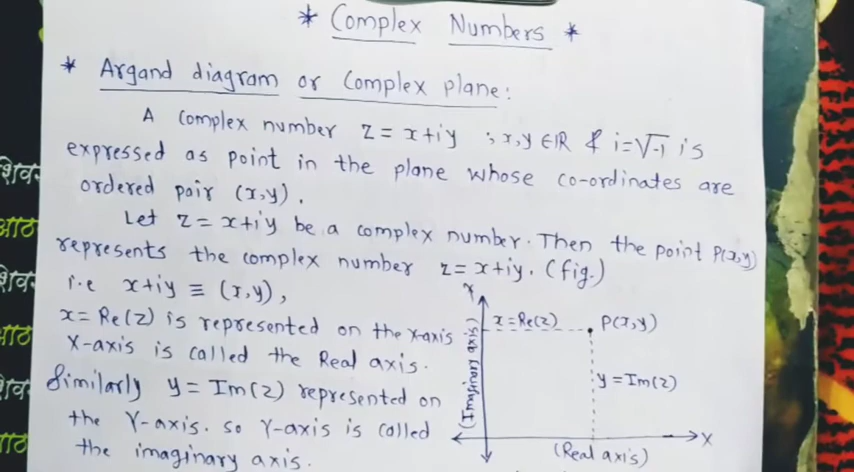 * Complex Numbers *
* Argand diagram or Complex plane:
A complex number z = x+iy ; x,y ∈ IR & i=√-1 is
expressed as point in the plane whose co-ordinates are
ordered pair (x,y).
Let z = x+iy be a complex number. Then the point P(x,y)
represents the complex number z = x+iy. (fig.)
i.e x+iy ≡ (x,y),
x = Re(z) is represented on the x-axis
X-axis is called the Real axis.
Similarly y = Im(z) represented on
the Y-axis. so Y-axis is called
the imaginary axis.
Y
x=Re(z)
P(x,y)
(Imaginary axis)
y = Im(z)
X
(Real axis)
शिव
आठ
शिव
आठ